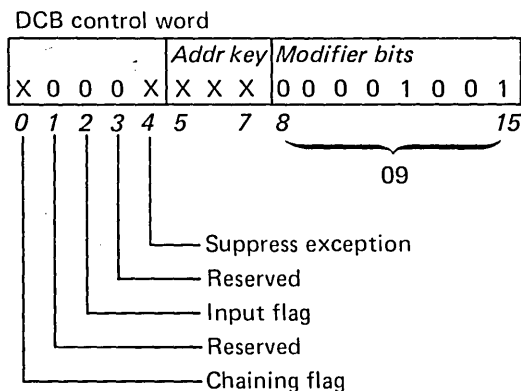 DCB control word
Addr key Modifier bits
X 0 0 0 X X X X 0 0 0 0 1 0 0 1
0 1 2 3 4 5 7 8 15
09
Suppress exception
Reserved
Input flag
Reserved
Chaining flag